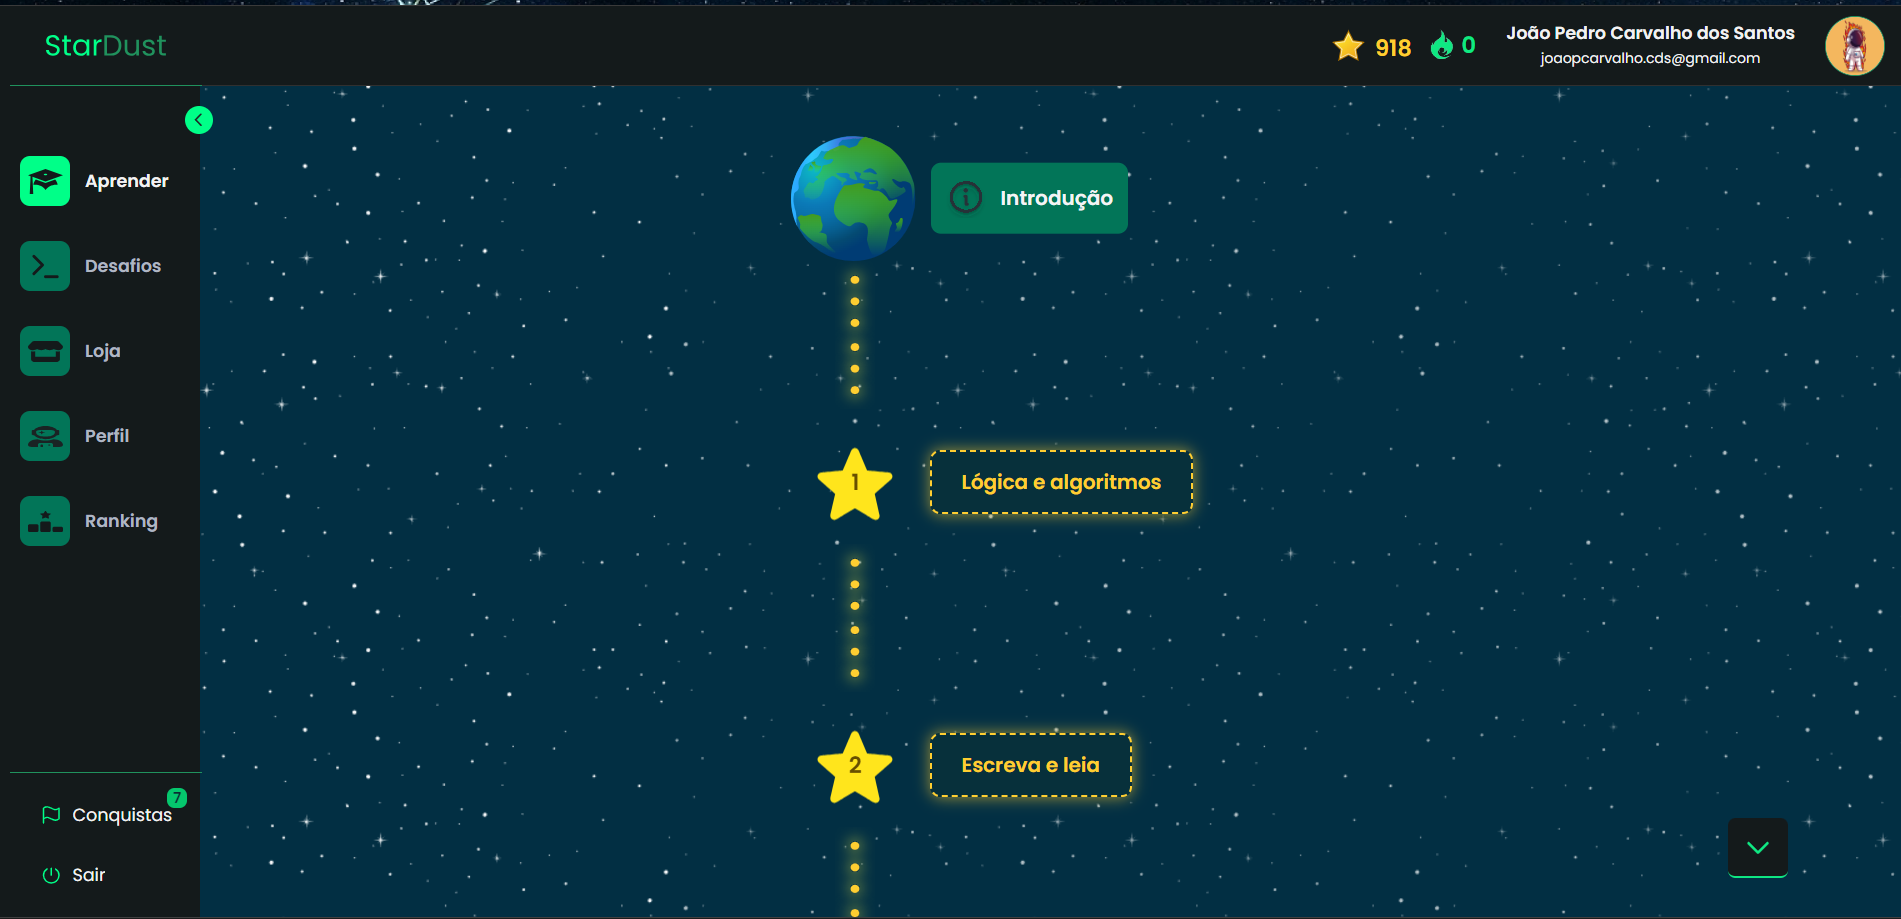 StarDust
918
0
João Pedro Carvalho dos Santos
joaopcarvalho.cds@gmail.com
Aprender
Desafios
Loja
Perfil
Ranking
Introdução
1
Lógica e algoritmos
2
Escreva e leia
7
Conquistas
Sair